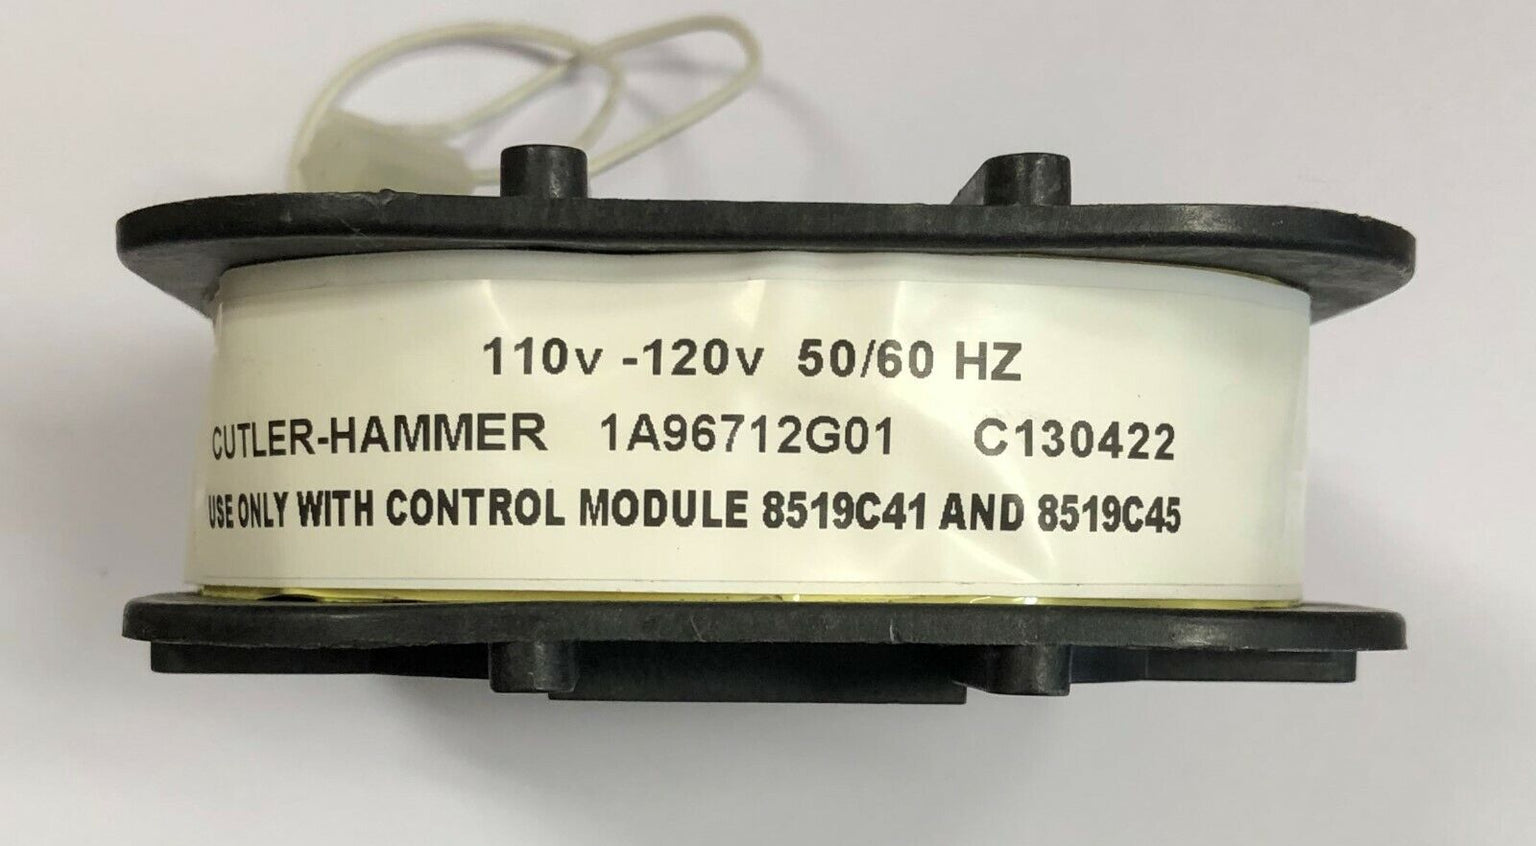 110v -120v 50/60 HZ
CUTLER-HAMMER 1A96712G01 C130422
USE ONLY WITH CONTROL MODULE 8519C41 AND 8519C45